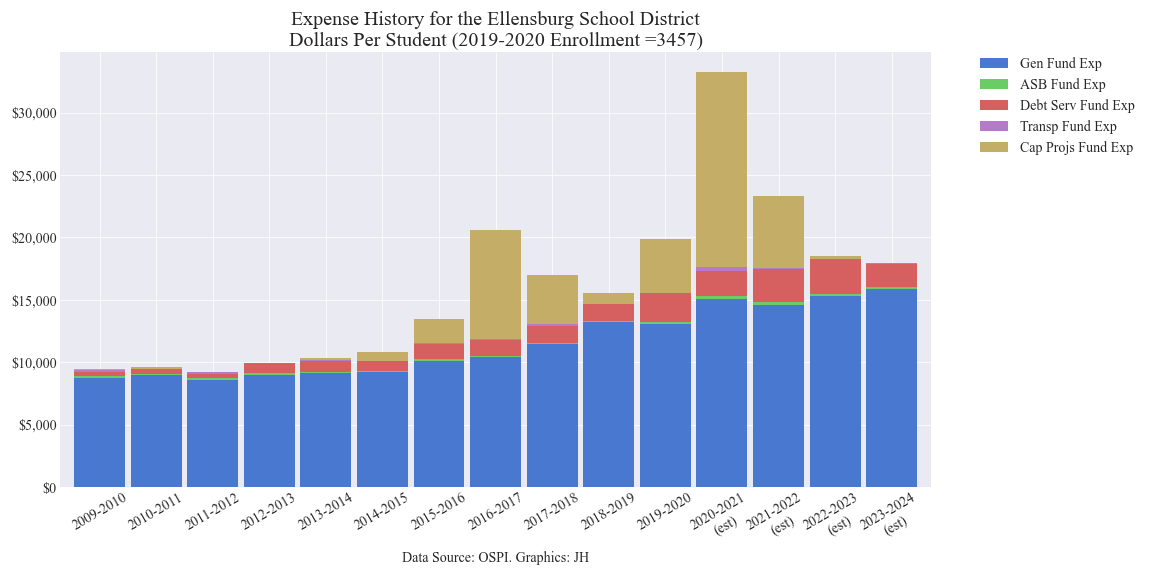 Expense History for the Ellensburg School District
Dollars Per Student (2019-2020 Enrollment =3457)
Gen Fund Exp
ASB Fund Exp
Debt Serv Fund Exp
Transp Fund Exp
Cap Projs Fund Exp
$30,000
$25,000
$20,000
$15,000
$10,000
$5,000
$0
2009-2010
2010-2011
2011-2012
2012-2013
2013-2014
2014-2015
2015-2016
2016-2017
2017-2018
2018-2019
2019-2020
2020-2021
(est)
2021-2022
(est)
2022-2023
(est)
2023-2024
(est)
Data Source: OSPI. Graphics: JH